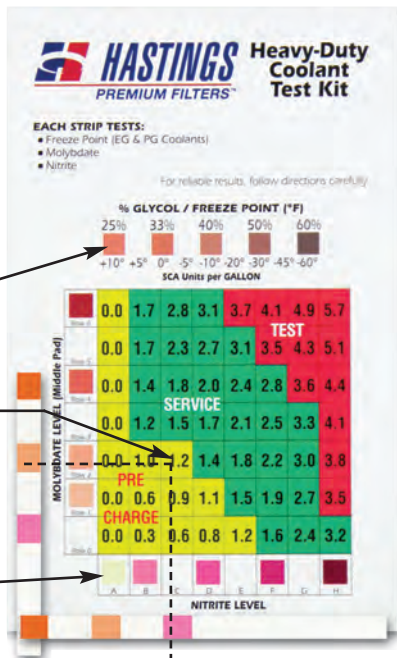 HASTINGS
PREMIUM FILTERS™
Heavy-Duty
Coolant
Test Kit
EACH STRIP TESTS:
• Freeze Point (EG & PG Coolants)
• Molybdate
• Nitrite
For reliable results, follow directions carefully
% GLYCOL / FREEZE POINT (°F)
25% 33% 40% 50% 60%
+10° +5° 0° -5° -10° -20° -30° -45° -60°
SCA Units per GALLON
MOLYBDATE LEVEL (Middle Pad)
0.0 1.7 2.8 3.1 3.7 4.1 4.9 5.7
TEST
0.0 1.7 2.3 2.7 3.1 3.5 4.3 5.1
0.0 1.4 1.8 2.0 2.4 2.8 3.6 4.4
SERVICE
0.0 1.2 1.5 1.7 2.1 2.5 3.3 4.1
0.0 1.0 1.2 1.4 1.8 2.2 3.0 3.8
PRE
CHARGE
0.0 0.6 0.9 1.1 1.5 1.9 2.7 3.5
0.0 0.3 0.6 0.8 1.2 1.6 2.4 3.2
A B C D E F G H
NITRITE LEVEL